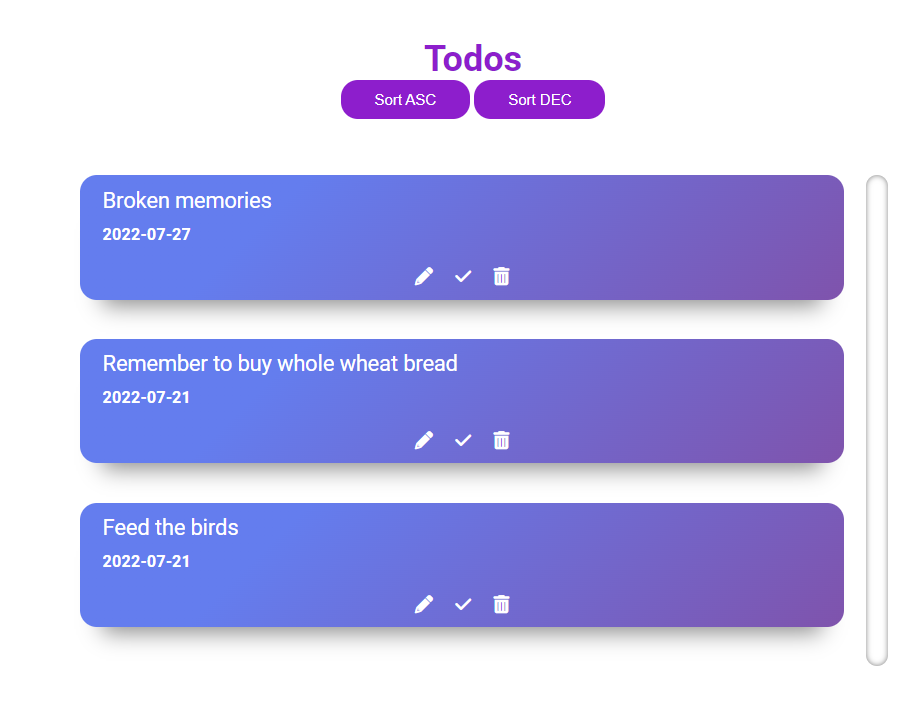 Todos
Sort ASC Sort DEC
Broken memories
2022-07-27
Remember to buy whole wheat bread
2022-07-21
Feed the birds
2022-07-21